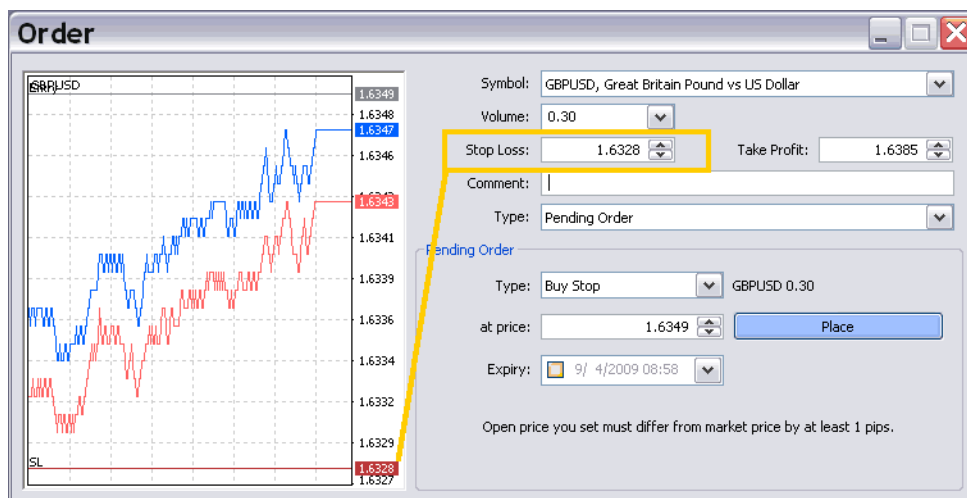 Order
GBPUSD
Entry
1.6349
1.6348
1.6347
1.6346
1.6343
1.6341
1.6339
1.6336
1.6334
1.6332
1.6329
SL
1.6328
1.6327
Symbol: GBPUSD, Great Britain Pound vs US Dollar
Volume: 0.30
Stop Loss: 1.6328 Take Profit: 1.6385
Comment:
Type: Pending Order
Pending Order
Type: Buy Stop GBPUSD 0.30
at price: 1.6349 Place
Expiry: 9/ 4/2009 08:58
Open price you set must differ from market price by at least 1 pips.